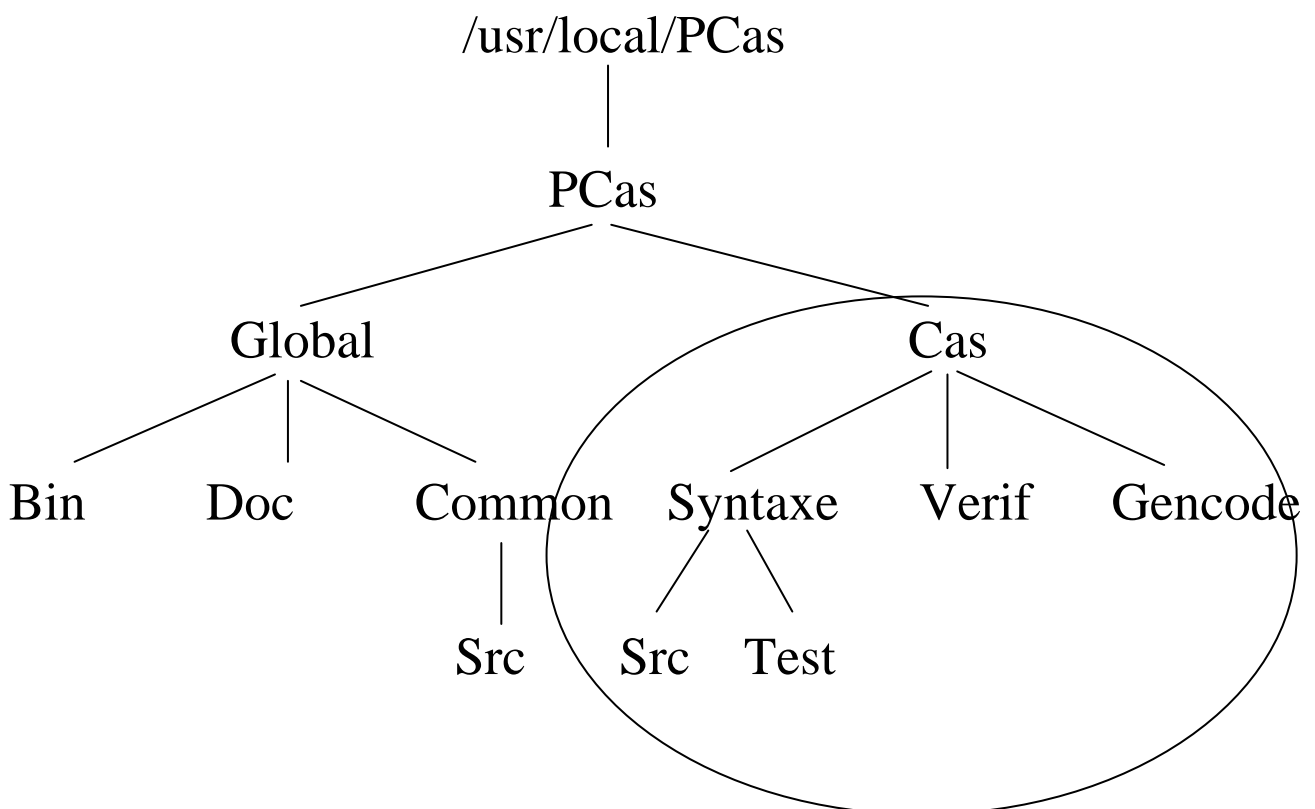 /usr/local/PCas
PCas
Global Cas
Bin Doc Common Syntaxe Verif Gencode
Src Src Test